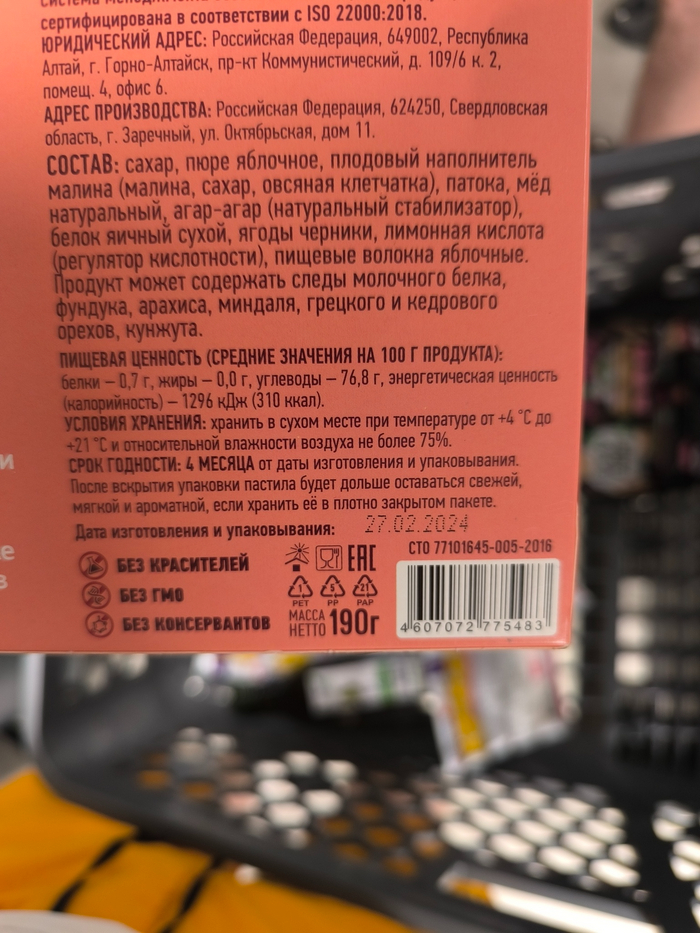 сертифицирована в соответствии с ISO 22000:2018.
ЮРИДИЧЕСКИЙ АДРЕС: Российская Федерация, 649002, Республика
Алтай, г. Горно-Алтайск, пр-кт Коммунистический, д. 109/6 к. 2,
помещ. 4, офис 6.
АДРЕС ПРОИЗВОДСТВА: Российская Федерация, 624250, Свердловская
область, г. Заречный, ул. Октябрьская, дом 11.
СОСТАВ: сахар, пюре яблочное, плодовый наполнитель
малина (малина, сахар, овсяная клетчатка), патока, мёд
натуральный, агар-агар (натуральный стабилизатор),
белок яичный сухой, ягоды черники, лимонная кислота
(регулятор кислотности), пищевые волокна яблочные.
Продукт может содержать следы молочного белка,
фундука, арахиса, миндаля, грецкого и кедрового
орехов, кунжута.
ПИЩЕВАЯ ЦЕННОСТЬ (СРЕДНИЕ ЗНАЧЕНИЯ НА 100 Г ПРОДУКТА):
белки – 0,7 г, жиры – 0,0 г, углеводы – 76,8 г, энергетическая ценность
(калорийность) – 1296 кДж (310 ккал).
УСЛОВИЯ ХРАНЕНИЯ: хранить в сухом месте при температуре от +4 °С до
+21 °С и относительной влажности воздуха не более 75%.
СРОК ГОДНОСТИ: 4 МЕСЯЦА от даты изготовления и упаковывания.
После вскрытия упаковки пастила будет дольше оставаться свежей,
мягкой и ароматной, если хранить её в плотно закрытом пакете.
Дата изготовления и упаковывания: 27.02.2024
БЕЗ КРАСИТЕЛЕЙ
БЕЗ ГМО
БЕЗ КОНСЕРВАНТОВ
EAC
1 PET
5 PP
21 PAP
МАССА НЕТТО 190г
СТО 77101645-005-2016
4 607072 775483